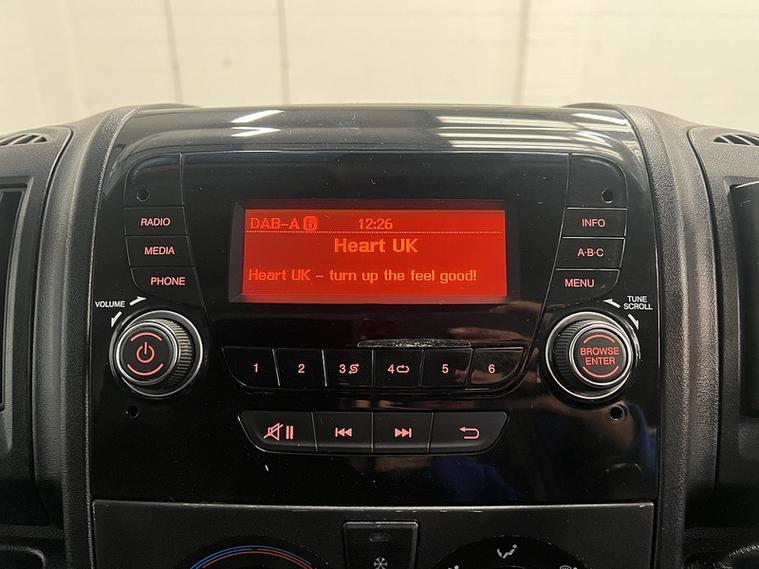 DAB-A 6 12:26
Heart UK
Heart UK - turn up the feel good!
RADIO
MEDIA
PHONE
INFO
A·B·C
MENU
VOLUME
TUNE
SCROLL
BROWSE
ENTER
1 2 3 4 5 6